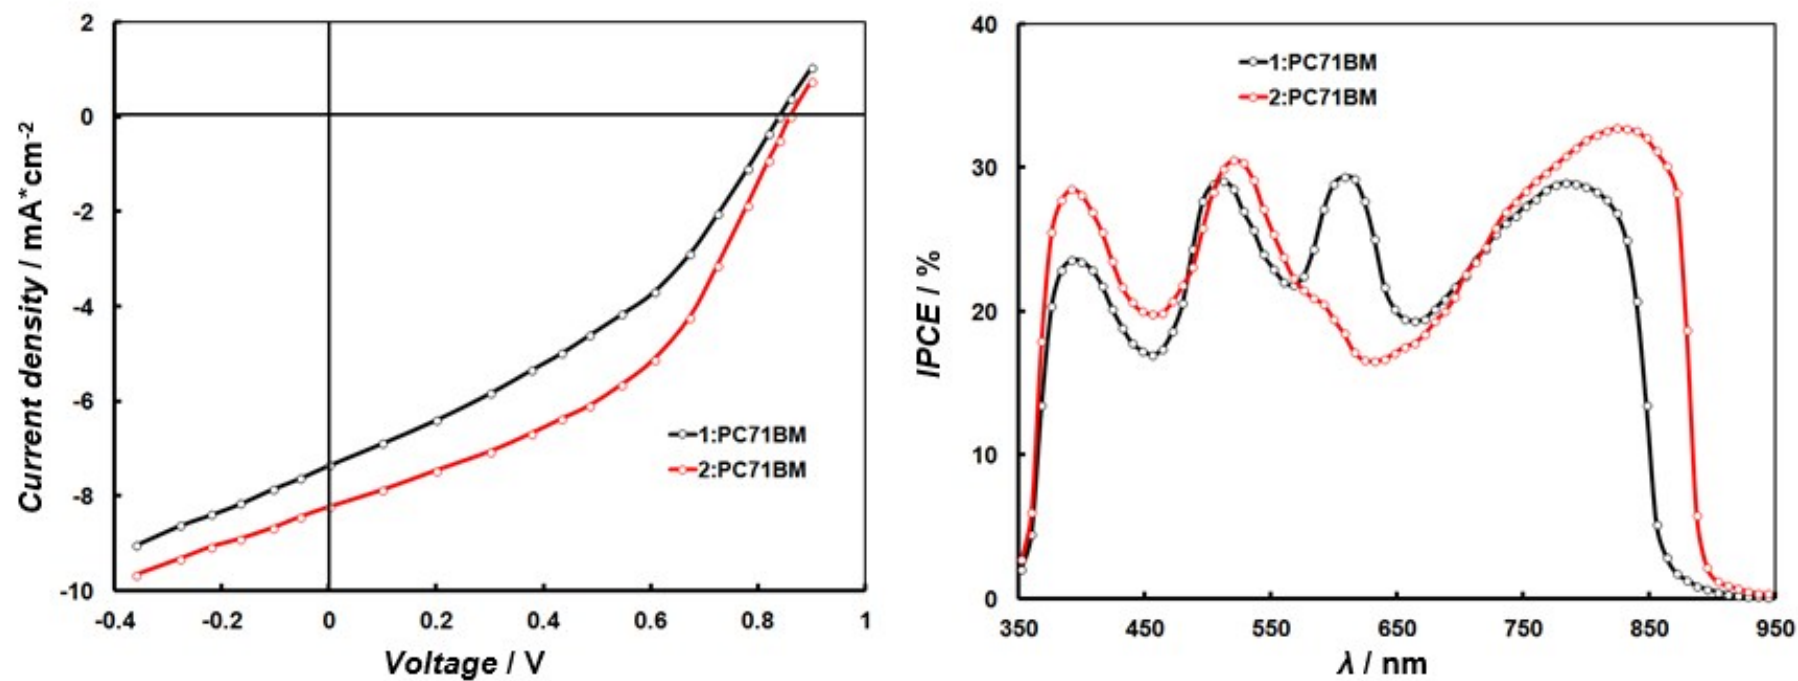 2
0
-2
-4
-6
-8
-10
-0.4 -0.2 0 0.2 0.4 0.6 0.8 1
Current density / mA*cm-2
Voltage / V
1:PC71BM
2:PC71BM
40
30
20
10
0
350 450 550 650 750 850 950
IPCE / %
λ / nm
1:PC71BM
2:PC71BM